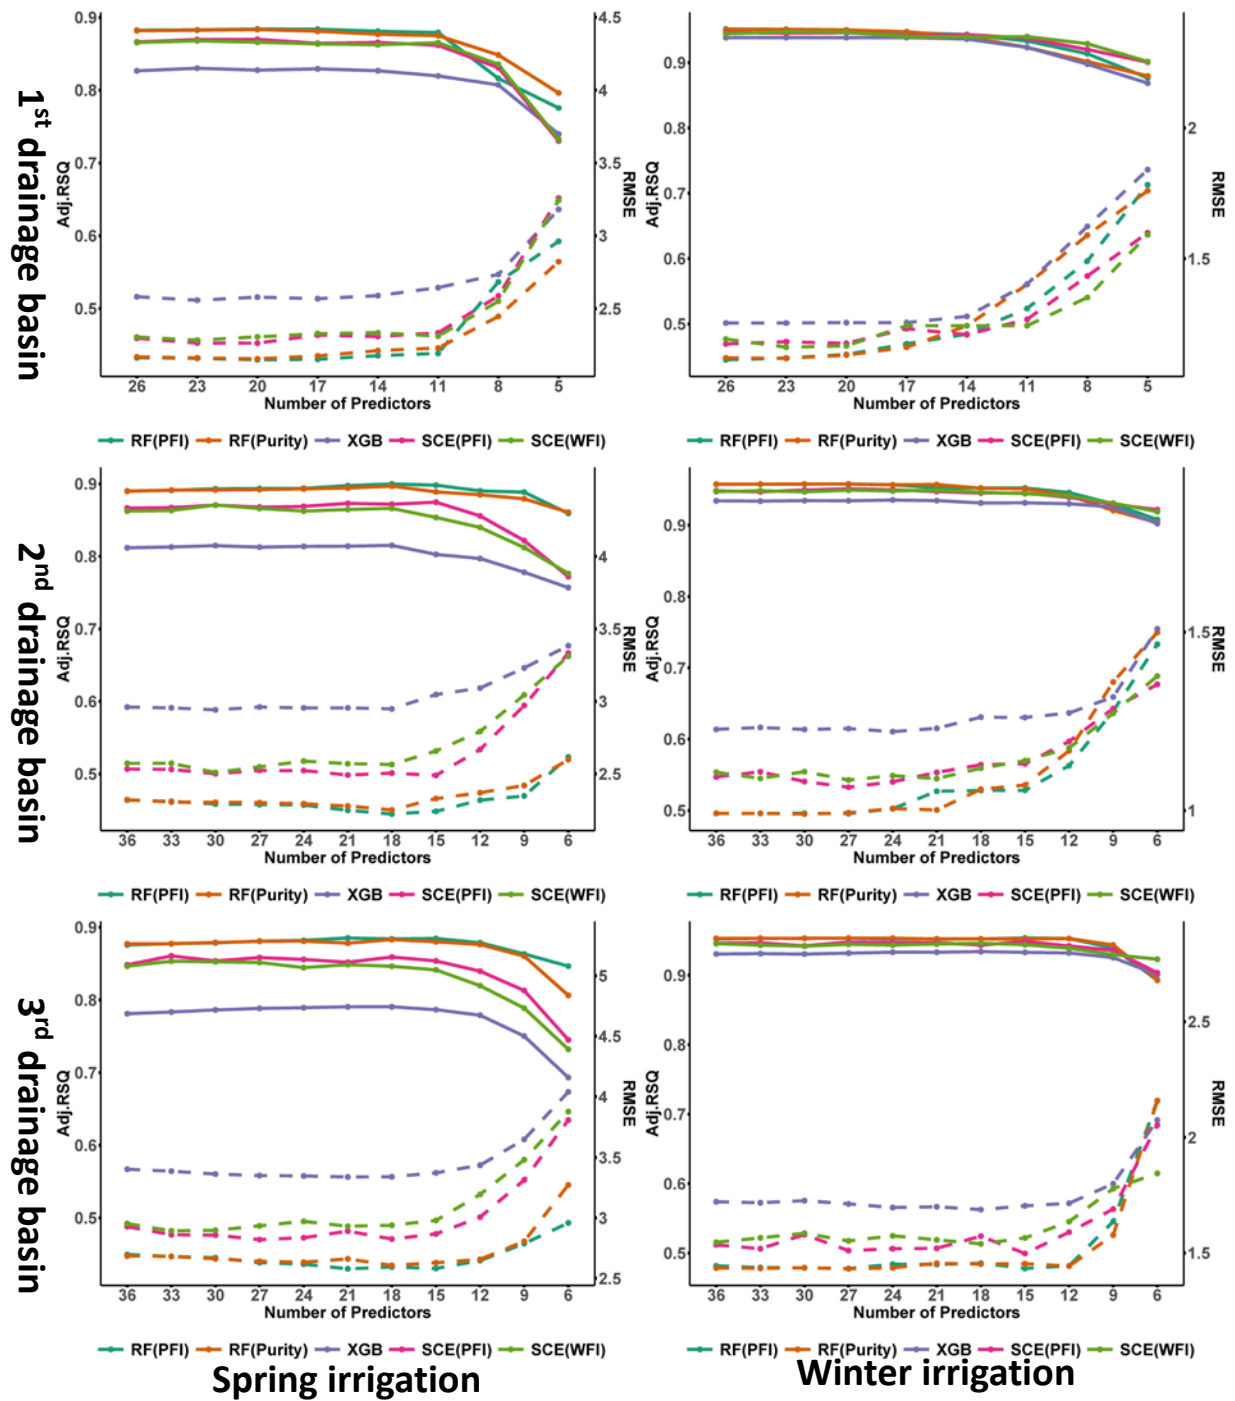 1st drainage basin
0.9
0.8
0.7
0.6
0.5
Adj.RSQ
4.5
4
3.5
3
2.5
RMSE
26 23 20 17 14 11 8 5
Number of Predictors
RF(PFI) RF(Purity) XGB SCE(PFI) SCE(WFI)
0.9
0.8
0.7
0.6
0.5
Adj.RSQ
2
1.5
RMSE
26 23 20 17 14 11 8 5
Number of Predictors
RF(PFI) RF(Purity) XGB SCE(PFI) SCE(WFI)
2nd drainage basin
0.9
0.8
0.7
0.6
0.5
Adj.RSQ
4
3.5
3
2.5
RMSE
36 33 30 27 24 21 18 15 12 9 6
Number of Predictors
RF(PFI) RF(Purity) XGB SCE(PFI) SCE(WFI)
0.9
0.8
0.7
0.6
0.5
Adj.RSQ
1.5
1
RMSE
36 33 30 27 24 21 18 15 12 9 6
Number of Predictors
RF(PFI) RF(Purity) XGB SCE(PFI) SCE(WFI)
3rd drainage basin
0.9
0.8
0.7
0.6
0.5
Adj.RSQ
5
4.5
4
3.5
3
2.5
RMSE
36 33 30 27 24 21 18 15 12 9 6
Number of Predictors
RF(PFI) RF(Purity) XGB SCE(PFI) SCE(WFI)
0.9
0.8
0.7
0.6
0.5
Adj.RSQ
2.5
2
1.5
RMSE
36 33 30 27 24 21 18 15 12 9 6
Number of Predictors
RF(PFI) RF(Purity) XGB SCE(PFI) SCE(WFI)
Spring irrigation
Winter irrigation